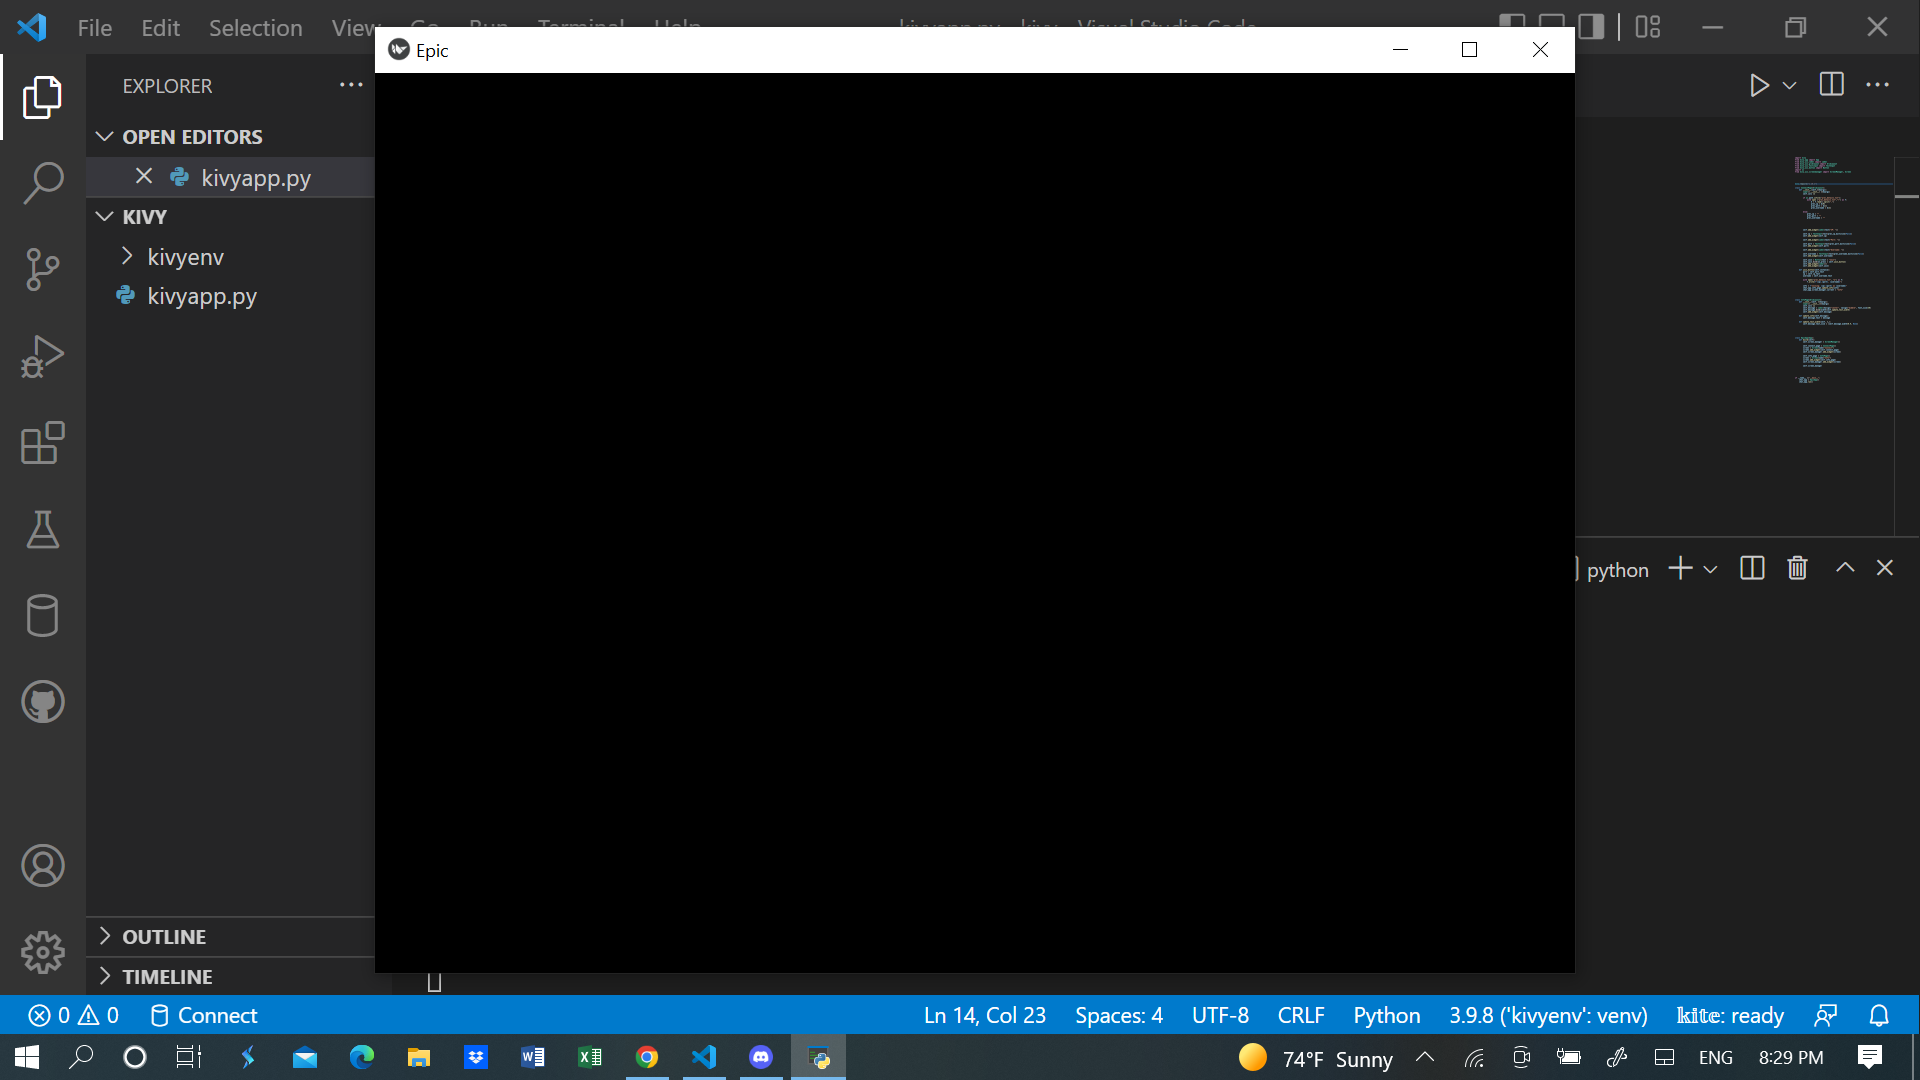 File Edit Selection View Go Run Terminal Help kivyapp.py - kivy - Visual Studio Code
Epic
EXPLORER
OPEN EDITORS
kivyapp.py
KIVY
kivyenv
kivyapp.py
python
OUTLINE
TIMELINE
0 0 Connect Ln 14, Col 23 Spaces: 4 UTF-8 CRLF Python 3.9.8 ('kivyenv': venv) kite: ready
74°F Sunny ENG 8:29 PM